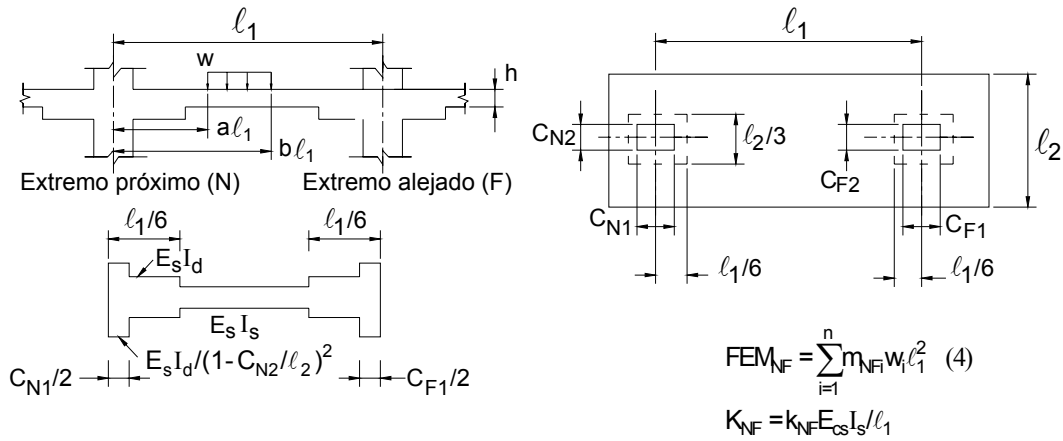 ℓ1
w
h
aℓ1
bℓ1
Extremo próximo (N)
Extremo alejado (F)
ℓ1/6
ℓ1/6
EsId
EsIs
EsId/(1-CN2/ℓ2)²
CN1/2
CF1/2
ℓ1
CN2
ℓ2/3
CF2
ℓ2
CN1
CF1
ℓ1/6
ℓ1/6
FEMNF = ∑ni=1 mNFi wi ℓ1² (4)
KNF = kNF Ecs Is/ℓ1